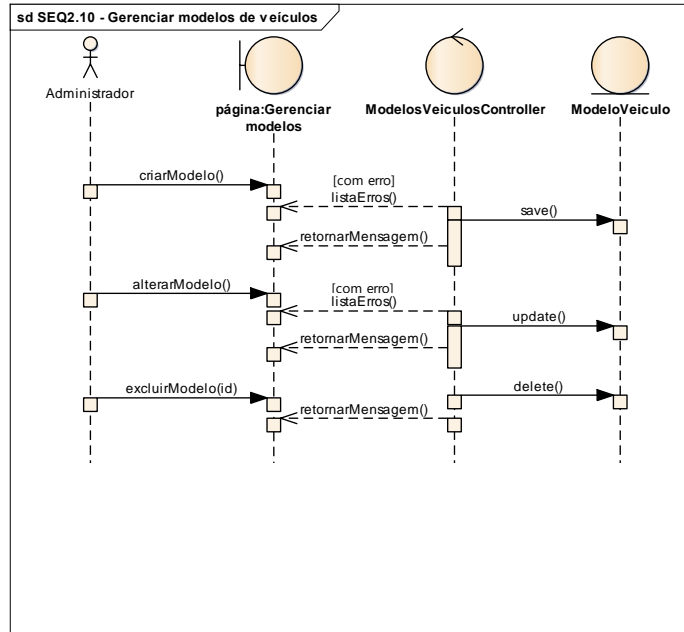 sd SEQ2.10 - Gerenciar modelos de veículos
Administrador
página:Gerenciar
modelos
ModelosVeiculosController
ModeloVeiculo
criarModelo()
[com erro]
listaErros()
save()
retornarMensagem()
alterarModelo()
[com erro]
listaErros()
update()
retornarMensagem()
excluirModelo(id)
delete()
retornarMensagem()